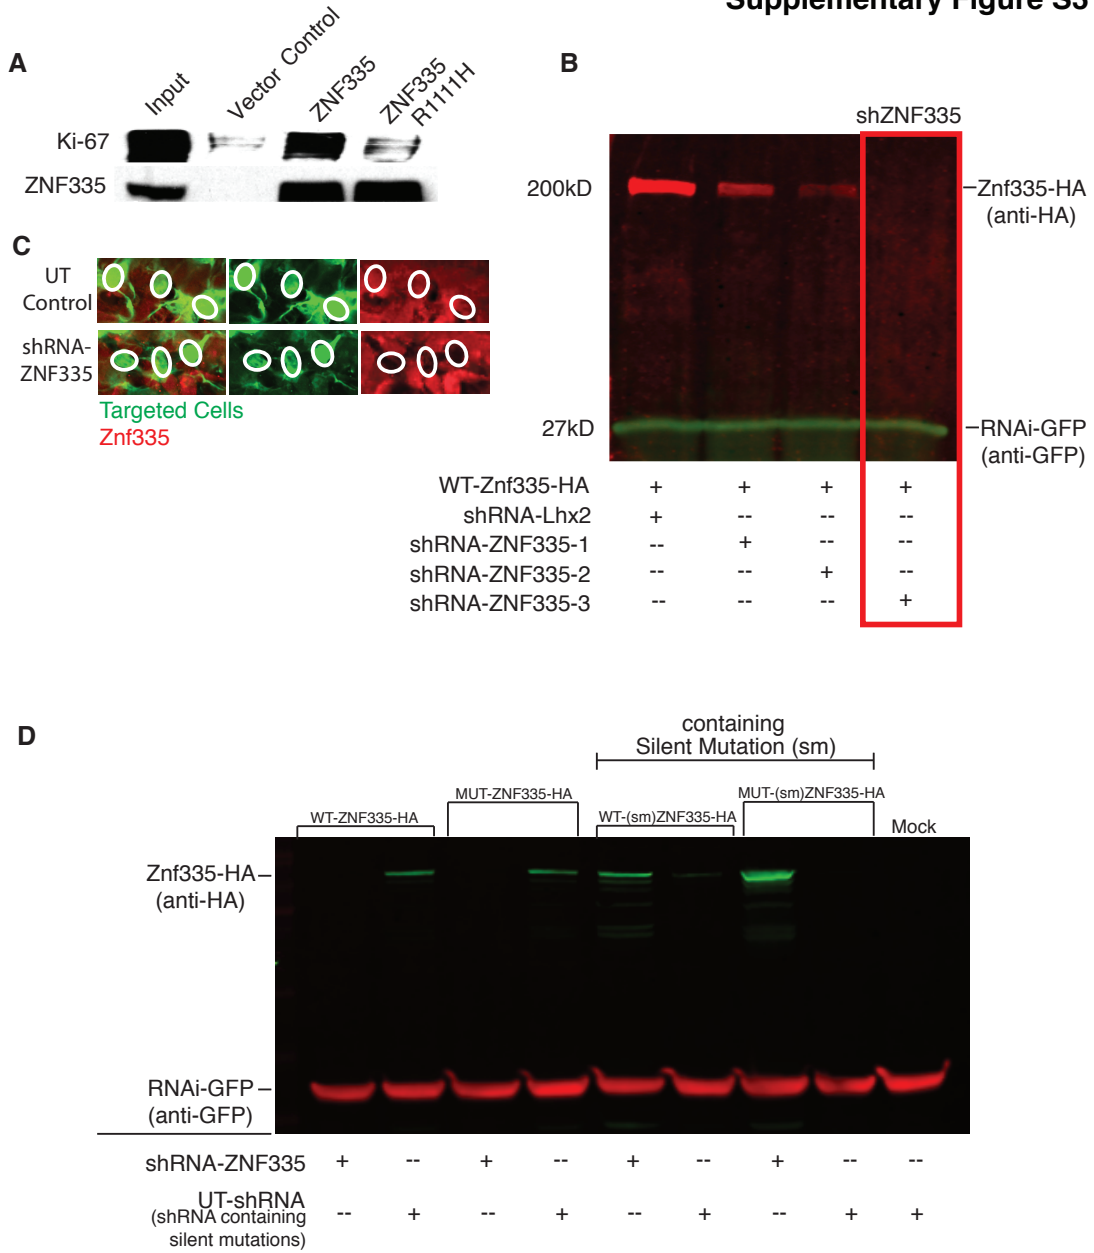 Supplementary Figure S3
A
Input
Vector Control
ZNF335
ZNF335
R1111H
Ki-67
ZNF335
B
shZNF335
200kD
Znf335-HA
(anti-HA)
27kD
RNAi-GFP
(anti-GFP)
WT-Znf335-HA + + + +
shRNA-Lhx2 + -- -- --
shRNA-ZNF335-1 -- + -- --
shRNA-ZNF335-2 -- -- + --
shRNA-ZNF335-3 -- -- -- +
C
UT
Control
shRNA-
ZNF335
Targeted Cells
Znf335
D
containing
Silent Mutation (sm)
WT-ZNF335-HA
MUT-ZNF335-HA
WT-(sm)ZNF335-HA
MUT-(sm)ZNF335-HA
Mock
Znf335-HA
(anti-HA)
RNAi-GFP
(anti-GFP)
shRNA-ZNF335 + -- + -- + -- + -- --
UT-shRNA
(shRNA containing
silent mutations) -- + -- + -- + -- + +